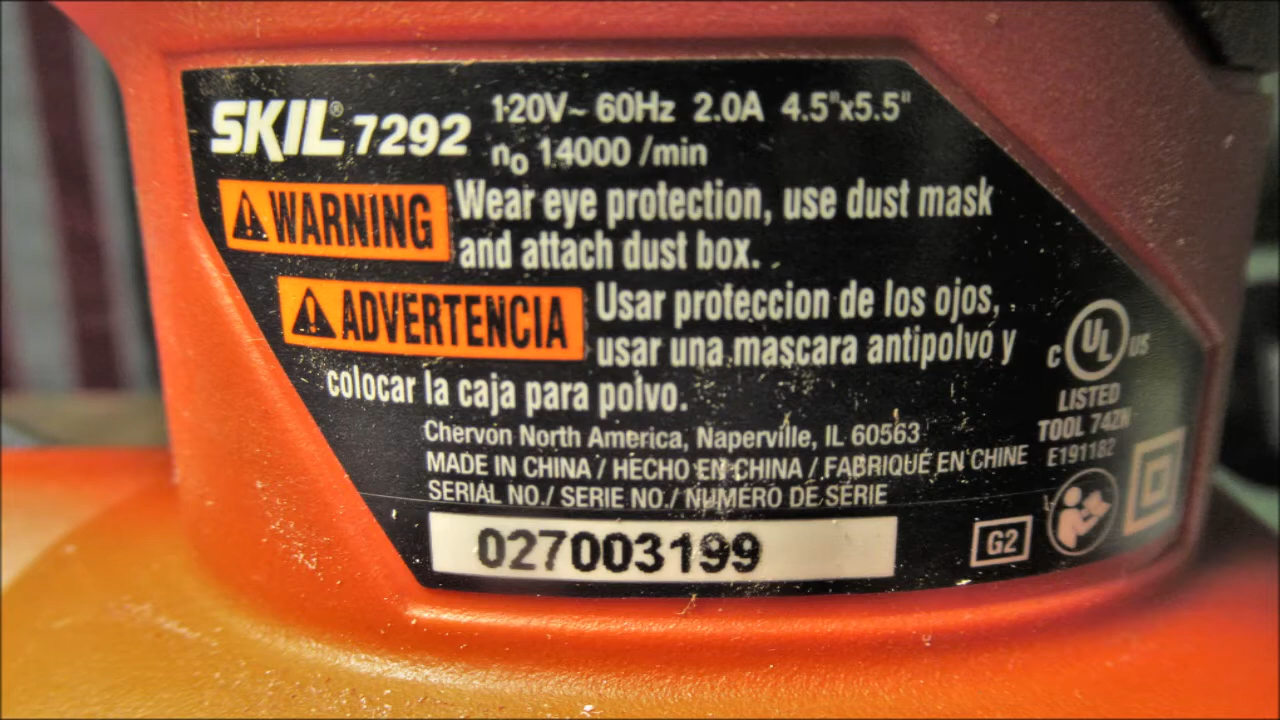 SKIL® 7292 120V~ 60Hz 2.0A 4.5"x5.5"
n₀ 14000 /min
WARNING Wear eye protection, use dust mask
and attach dust box.
ADVERTENCIA Usar proteccion de los ojos,
usar una mascara antipolvo y
colocar la caja para polvo.
C UL US
LISTED
TOOL 74ZH
E191182
Chervon North America, Naperville, IL 60563
MADE IN CHINA / HECHO EN CHINA / FABRIQUÉ EN CHINE
SERIAL NO./ SERIE NO./ NUMÉRO DE SÉRIE
027003199
G2